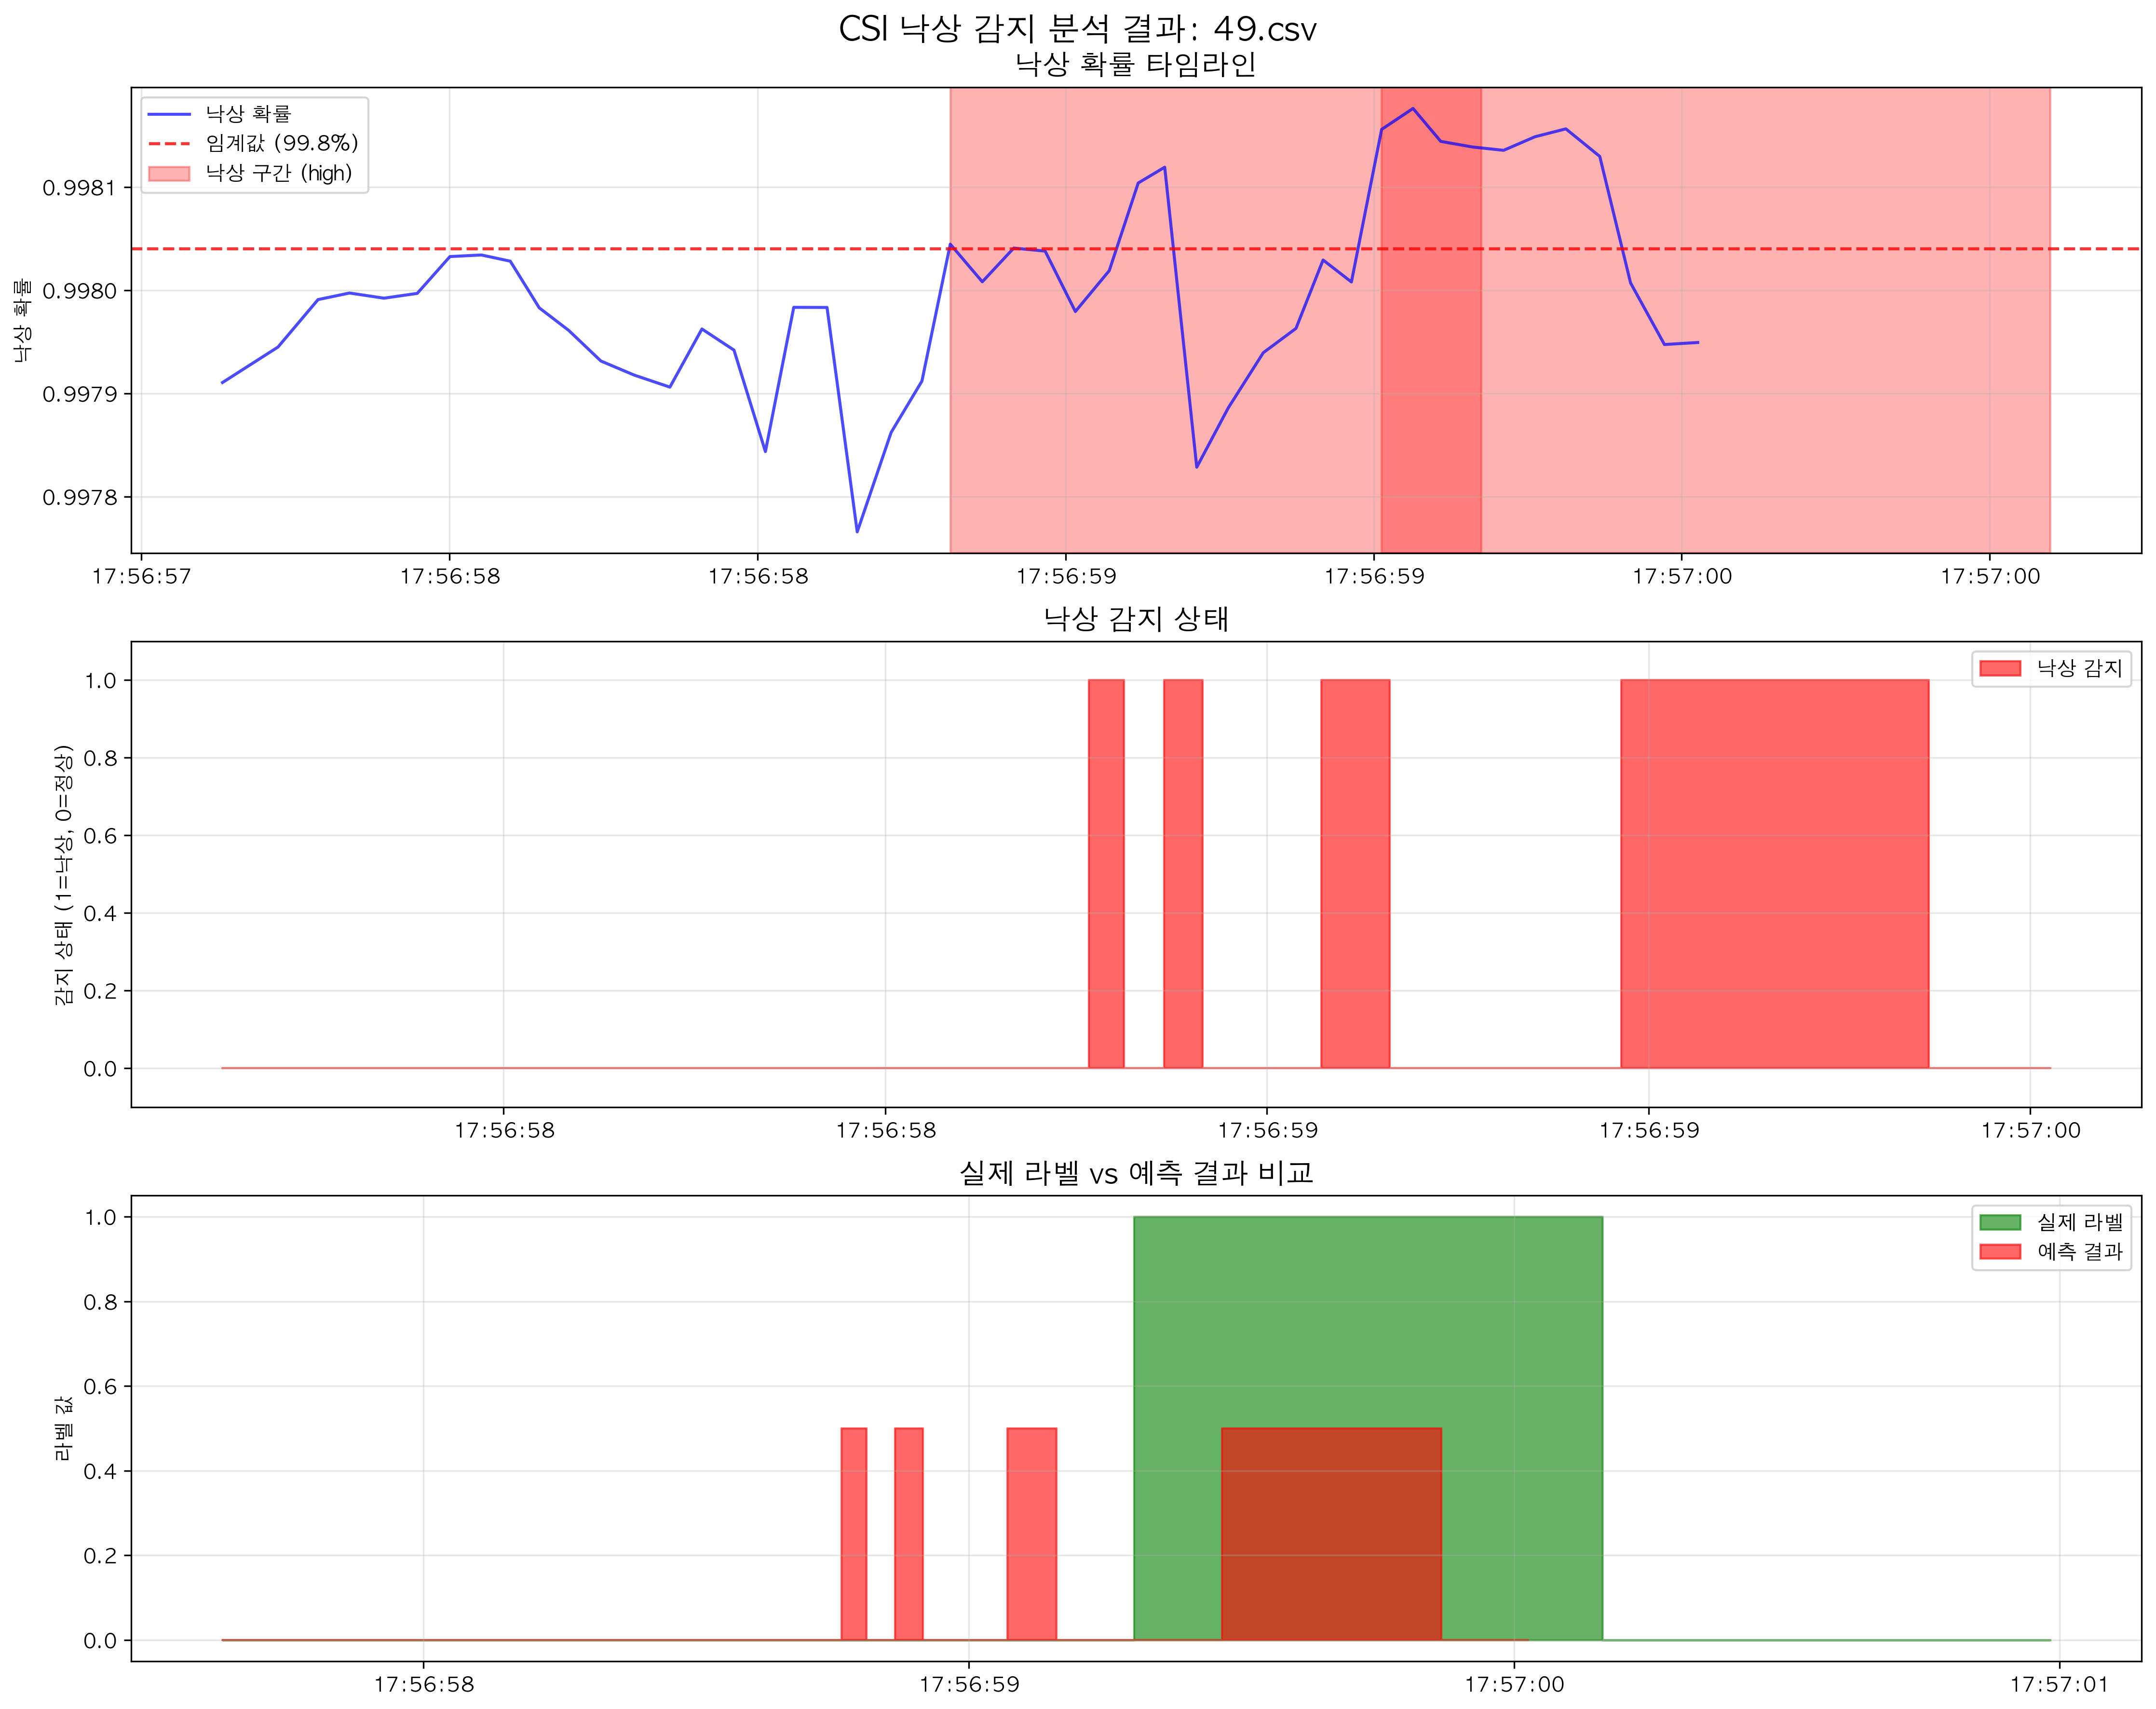 CSI 낙상 감지 분석 결과: 49.csv
낙상 확률 타임라인
낙상 확률
임계값 (99.8%)
낙상 구간 (high)
낙상 확률
0.9981
0.9980
0.9979
0.9978
17:56:57 17:56:58 17:56:58 17:56:59 17:56:59 17:57:00 17:57:00
낙상 감지 상태
낙상 감지
감지 상태 (1=낙상, 0=정상)
1.0
0.8
0.6
0.4
0.2
0.0
17:56:58 17:56:58 17:56:59 17:56:59 17:57:00
실제 라벨 vs 예측 결과 비교
실제 라벨
예측 결과
라벨 값
1.0
0.8
0.6
0.4
0.2
0.0
17:56:58 17:56:59 17:57:00 17:57:01